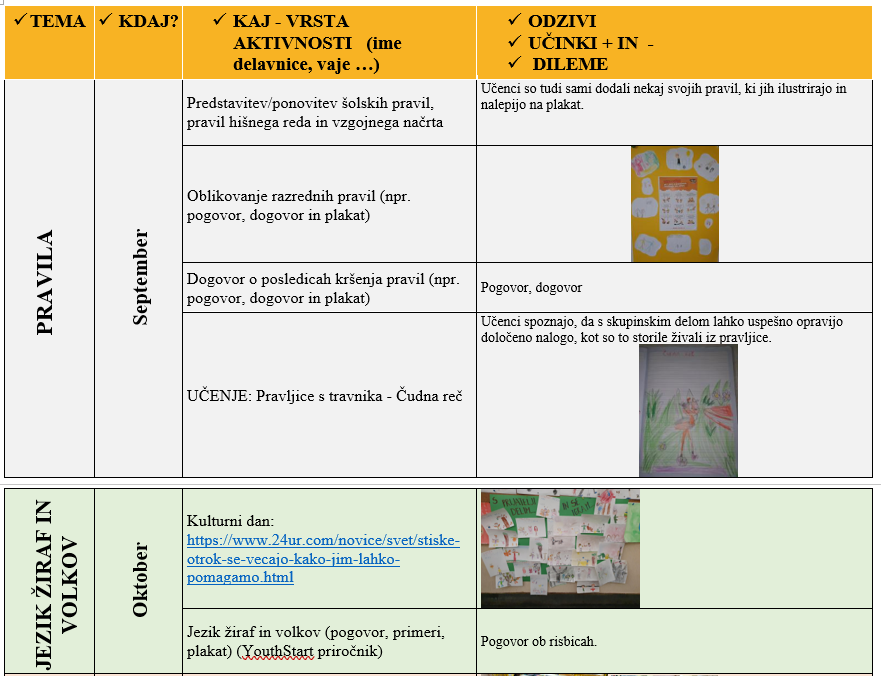 ✓ TEMA
✓ KDAJ?
✓ KAJ - VRSTA
AKTIVNOSTI (ime
delavnice, vaje …)
✓ ODZIVI
✓ UČINKI + IN -
✓ DILEME
PRAVILA
September
Predstavitev/ponovitev šolskih pravil,
pravil hišnega reda in vzgojnega načrta
Učenci so tudi sami dodali nekaj svojih pravil, ki jih ilustrirajo in
nalepijo na plakat.
Oblikovanje razrednih pravil (npr.
pogovor, dogovor in plakat)
Dogovor o posledicah kršenja pravil (npr.
pogovor, dogovor in plakat)
Pogovor, dogovor
UČENJE: Pravljice s travnika - Čudna reč
Učenci spoznajo, da s skupinskim delom lahko uspešno opravijo
določeno nalogo, kot so to storile živali iz pravljice.
JEZIK ŽIRAF IN
VOLKOV
Oktober
Kulturni dan:
https://www.24ur.com/novice/svet/stiske-
otrok-se-vecajo-kako-jim-lahko-
pomagamo.html
Jezik žiraf in volkov (pogovor, primeri,
plakat) (YouthStart priročnik)
Pogovor ob risbicah.